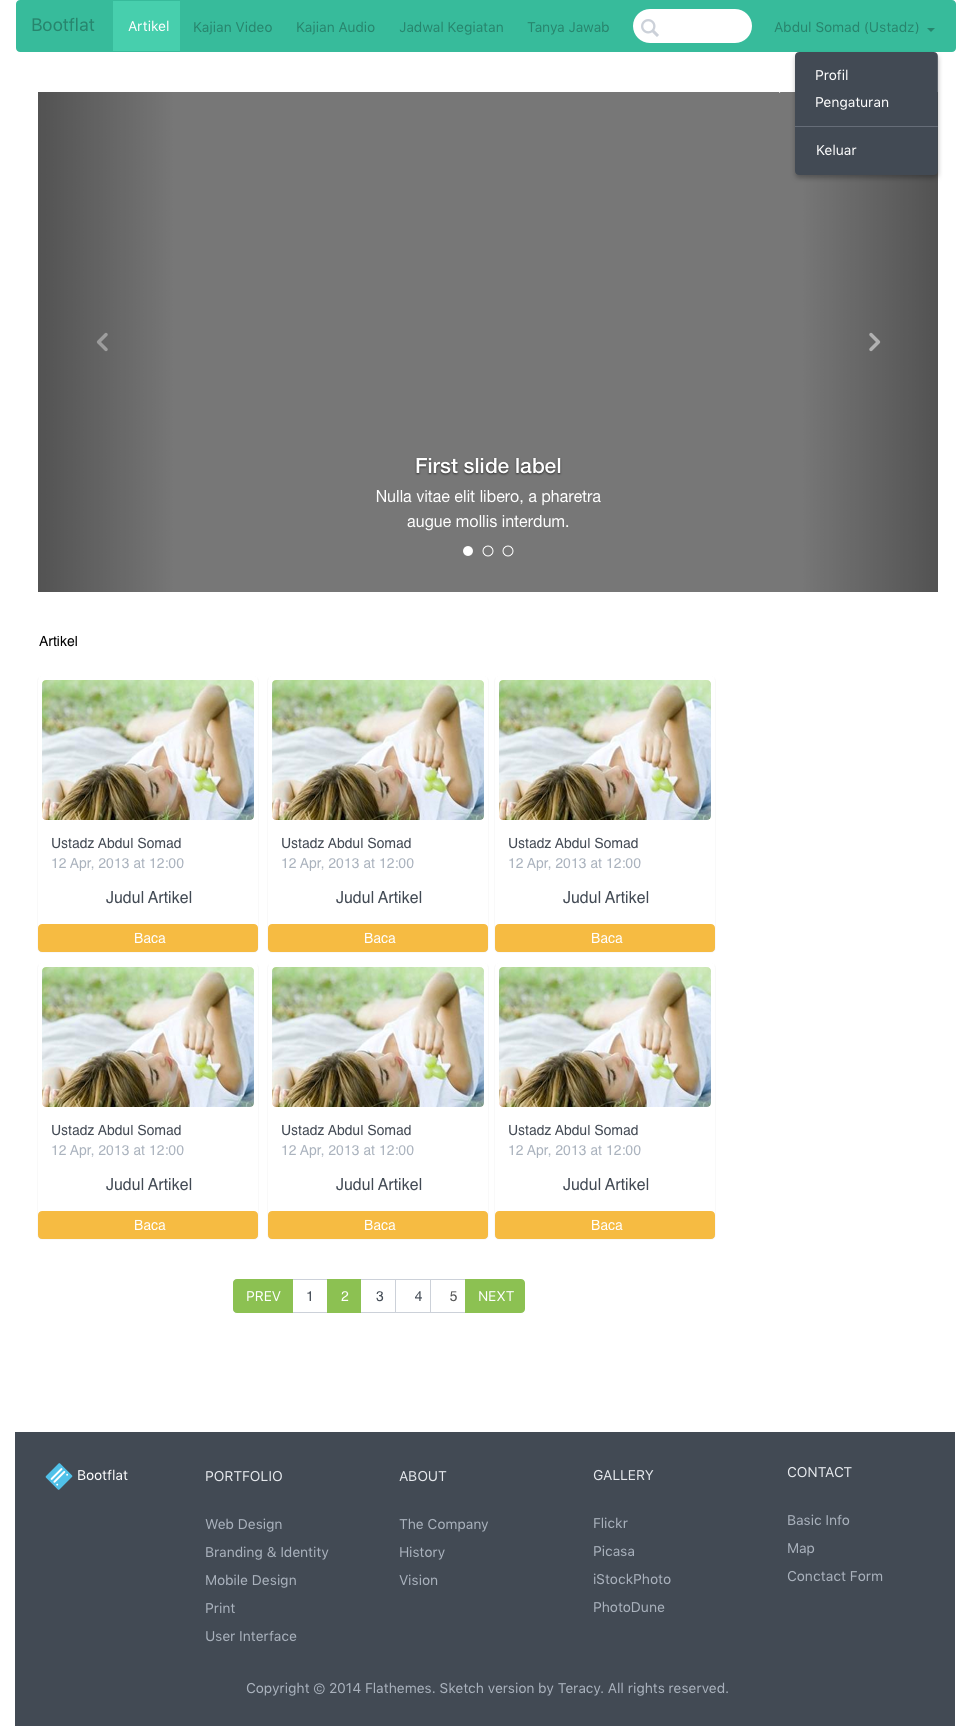 Bootflat Artikel Kajian Video Kajian Audio Jadwal Kegiatan Tanya Jawab Abdul Somad (Ustadz)
Profil
Pengaturan
Keluar
First slide label
Nulla vitae elit libero, a pharetra
augue mollis interdum.
Artikel
Ustadz Abdul Somad Ustadz Abdul Somad Ustadz Abdul Somad
12 Apr, 2013 at 12:00 12 Apr, 2013 at 12:00 12 Apr, 2013 at 12:00
Judul Artikel Judul Artikel Judul Artikel
Baca Baca Baca
Ustadz Abdul Somad Ustadz Abdul Somad Ustadz Abdul Somad
12 Apr, 2013 at 12:00 12 Apr, 2013 at 12:00 12 Apr, 2013 at 12:00
Judul Artikel Judul Artikel Judul Artikel
Baca Baca Baca
PREV 1 2 3 4 5 NEXT
Bootflat
PORTFOLIO
Web Design
Branding & Identity
Mobile Design
Print
User Interface
ABOUT
The Company
History
Vision
GALLERY
Flickr
Picasa
iStockPhoto
PhotoDune
CONTACT
Basic Info
Map
Conctact Form
Copyright © 2014 Flathemes. Sketch version by Teracy. All rights reserved.